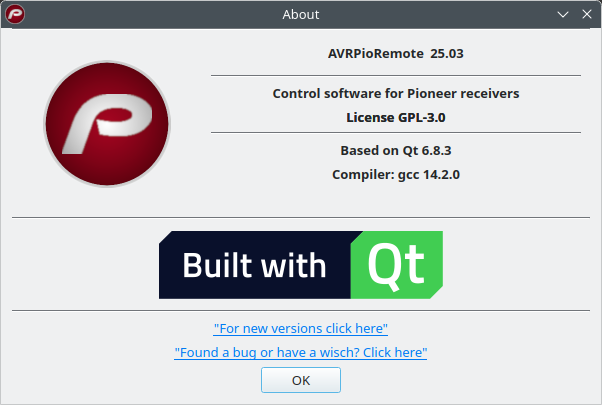 About
AVRPioRemote 25.03
Control software for Pioneer receivers
License GPL-3.0
Based on Qt 6.8.3
Compiler: gcc 14.2.0
Built with Qt
"For new versions click here"
"Found a bug or have a wisch? Click here"
OK